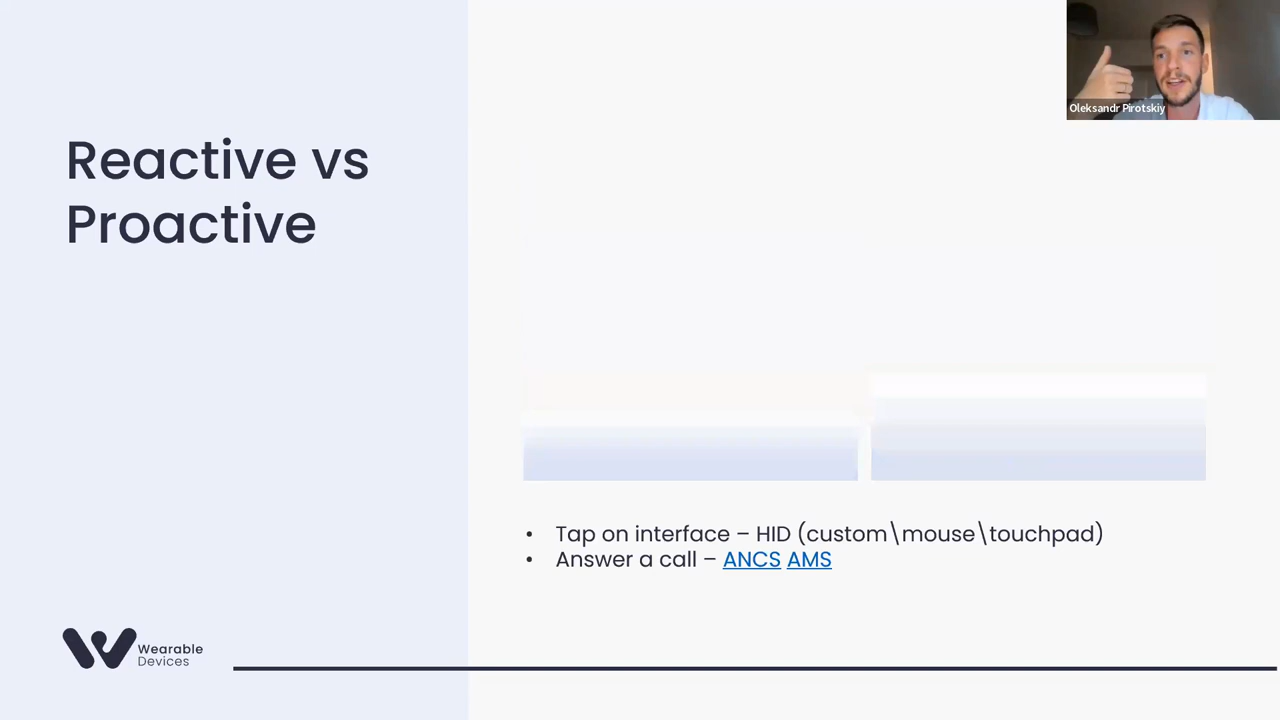 Oleksandr Pirotskiy
Reactive vs
Proactive
• Tap on interface – HID (custom\mouse\touchpad)
• Answer a call – ANCS AMS
Wearable
Devices